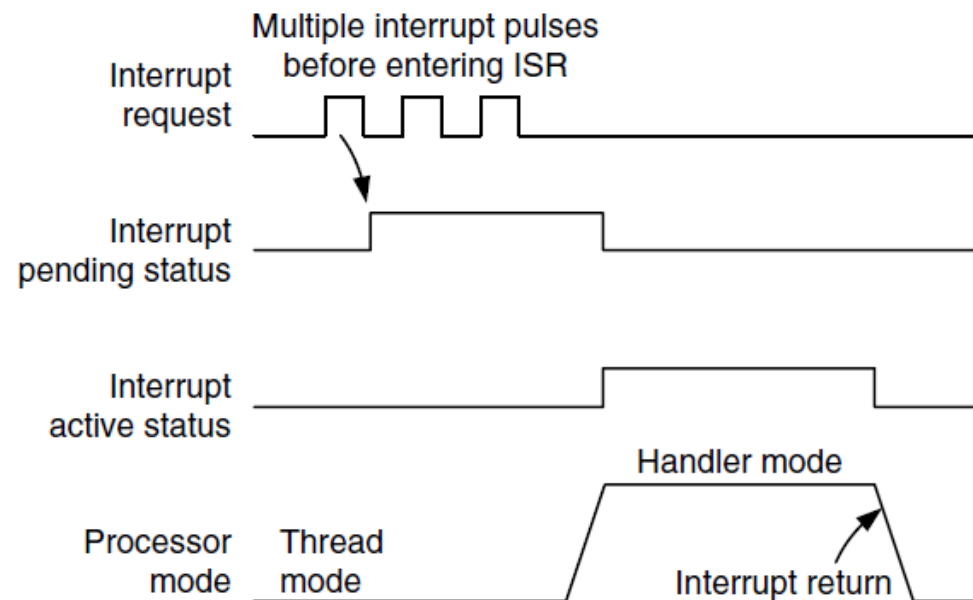 Multiple interrupt pulses
before entering ISR
Interrupt
request
Interrupt
pending status
Interrupt
active status
Handler mode
Processor
mode
Thread
mode
Interrupt return